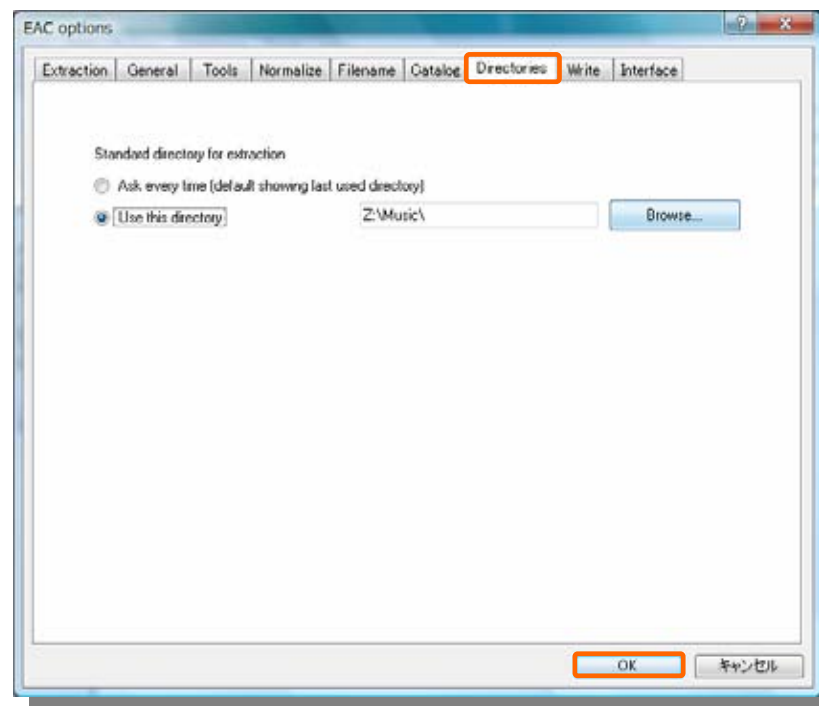 EAC options
Extraction General Tools Normalize Filename Catalog Directories Write Interface
Standard directory for extraction
Ask every time (default showing last used directory)
Use this directory Z:\Music\ Browse...
OK キャンセル